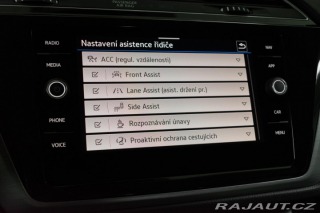 RADIO
MEDIA
PHONE
VOICE
Nastavení asistence řidiče
ACC (regul. vzdálenosti)
Front Assist
Lane Assist (asist. držení pr.)
Side Assist
Rozpoznávání únavy
Proaktivní ochrana cestujících
NAV
APP
CAR
MENU
RAJAUT.CZ